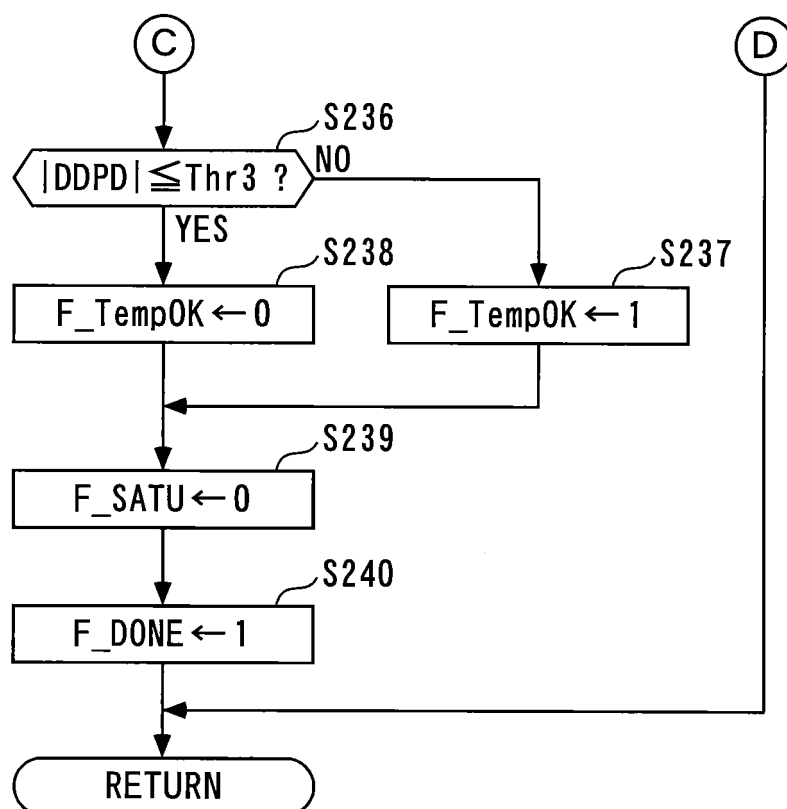 C
D
S236
|DDPD|≦Thr3 ?
NO
YES
S238
S237
F_TempOK←0
F_TempOK←1
S239
F_SATU←0
S240
F_DONE←1
RETURN